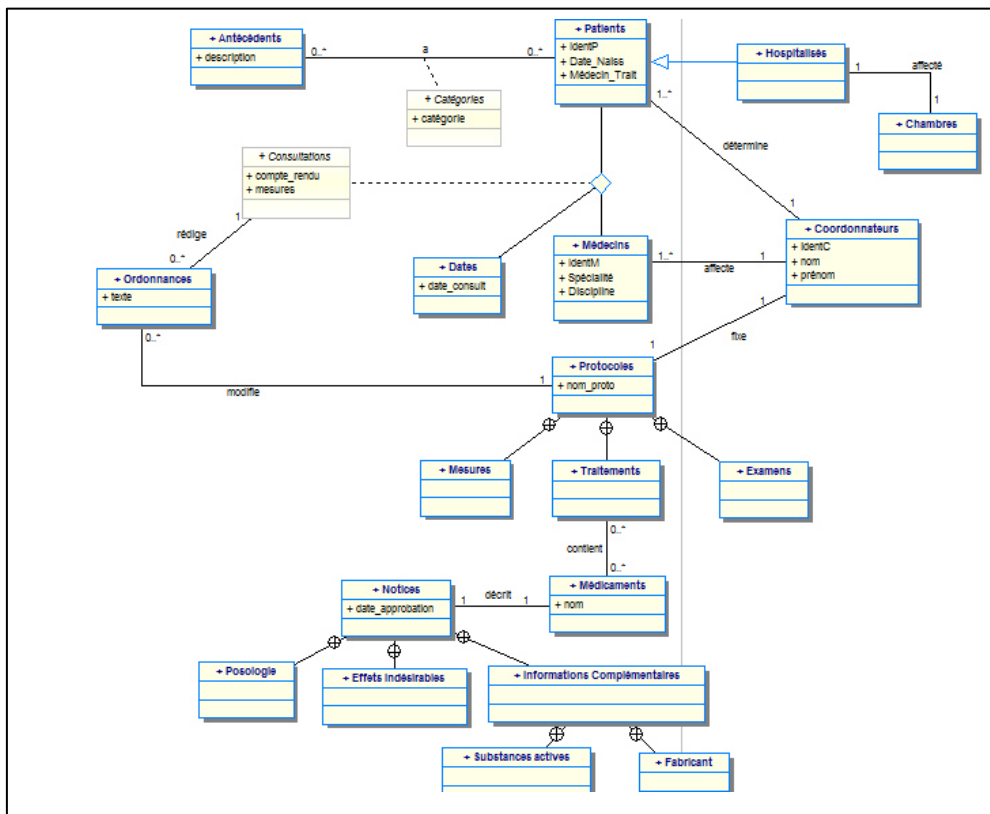 + Patients
+ IdentP
+ Date_Naiss
+ Médecin_Trait
+ Antécédents
+ description
0..*
a
0..*
+ Hospitalisés
1
affecté
1
+ Chambres
+ Catégories
+ catégorie
1..*
détermine
1
+ Consultations
+ compte_rendu
+ mesures
1
rédige
0..*
+ Coordonnateurs
+ identC
+ nom
+ prénom
+ Médecins
+ identM
+ Spécialité
+ Discipline
1..*
affecte
1
+ Dates
+ date_consult
+ Ordonnances
+ texte
0..*
modifie
1
1
fixe
1
+ Protocoles
+ nom_proto
+ Mesures
+ Traitements
+ Examens
0..*
contient
0..*
+ Notices
+ date_approbation
1
décrit
1
+ Médicaments
+ nom
+ Posologie
+ Effets indésirables
+ Informations Complémentaires
+ Substances actives
+ Fabricant